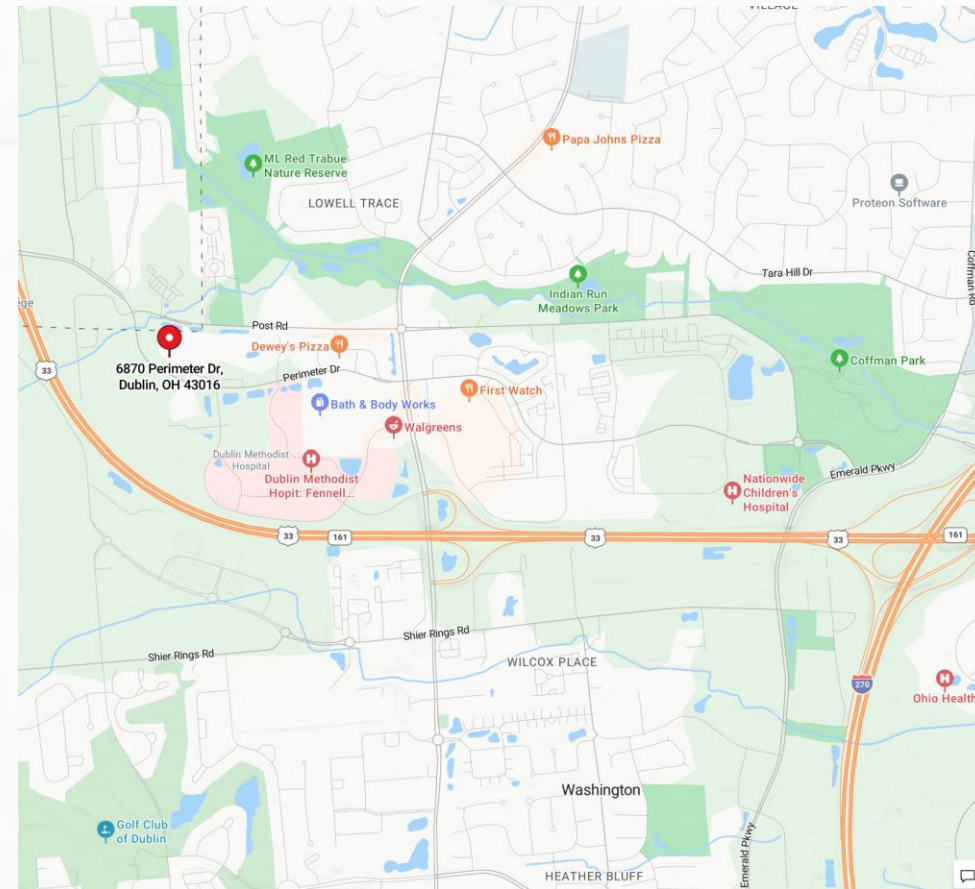 VILLAGE
Papa Johns Pizza
ML Red Trabue
Nature Reserve
Proteon Software
LOWELL TRACE
Coffman Rd
Tara Hill Dr
Indian Run
Meadows Park
ege
Post Rd
Dewey's Pizza
Coffman Park
33
6870 Perimeter Dr,
Dublin, OH 43016
Perimeter Dr
First Watch
Bath & Body Works
Walgreens
Dublin Methodist
Hospital
Dublin Methodist
Hopit: Fennell...
Emerald Pkwy
Nationwide
Children's
Hospital
33
161
33
33
161
Shier Rings Rd
Shier Rings Rd
WILCOX PLACE
270
Ohio Health
Washington
Golf Club
of Dublin
Emerald Pkwy
HEATHER BLUFF